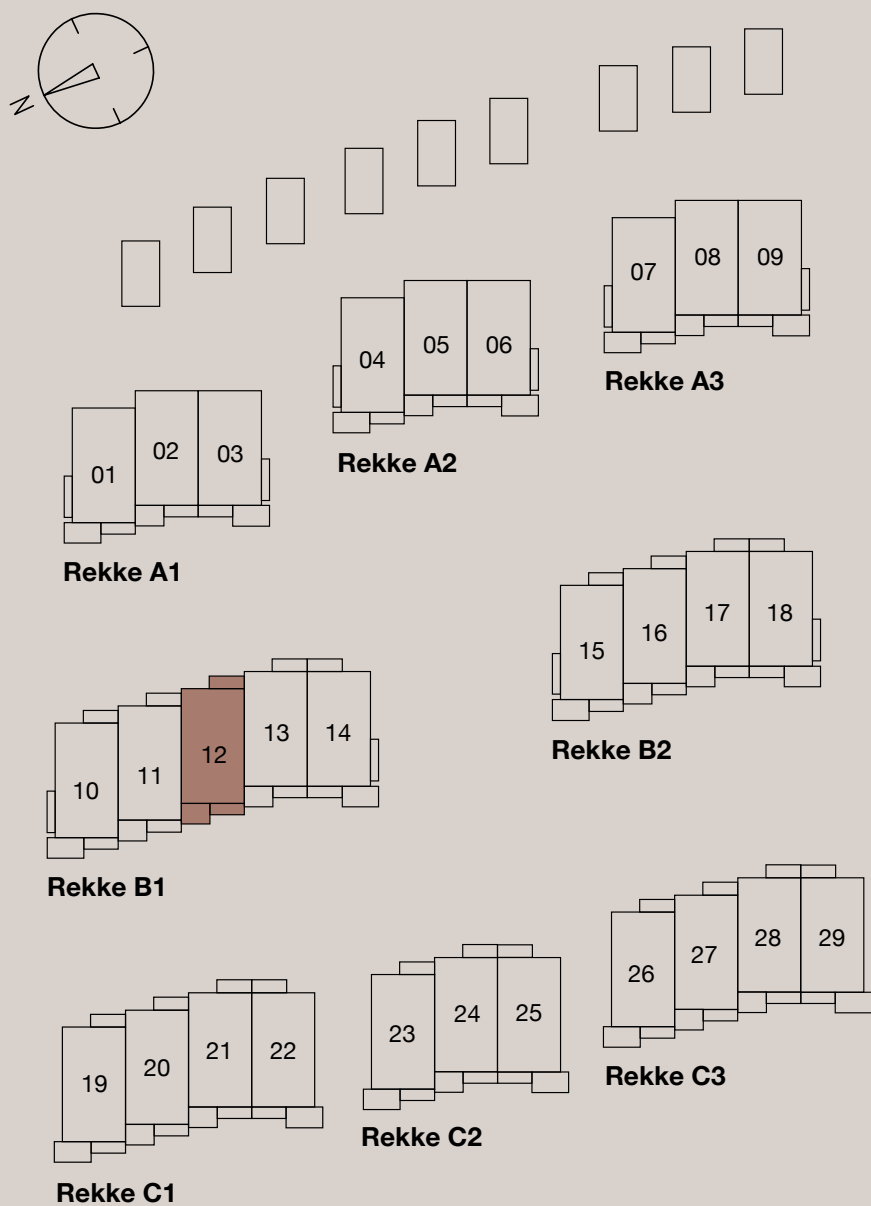 N
07 08 09
Rekke A3
04 05 06
Rekke A2
01 02 03
Rekke A1
15 16 17 18
Rekke B2
10 11 12 13 14
Rekke B1
26 27 28 29
Rekke C3
23 24 25
Rekke C2
19 20 21 22
Rekke C1